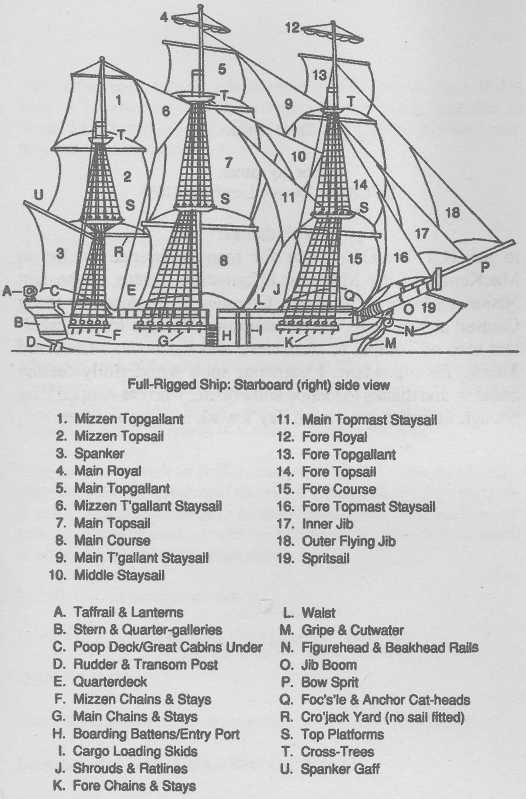 4
12
5
13
1
T
6
9
T
T
10
2
7
11
14
18
U
S
S
S
17
R
3
8
15
16
P
A
C
E
L
J
Q
O
19
B
F
G
H
I
K
N
D
M
Full-Rigged Ship: Starboard (right) side view
1. Mizzen Topgallant
2. Mizzen Topsail
3. Spanker
4. Main Royal
5. Main Topgallant
6. Mizzen T'gallant Staysail
7. Main Topsail
8. Main Course
9. Main T'gallant Staysail
10. Middle Staysail
11. Main Topmast Staysail
12. Fore Royal
13. Fore Topgallant
14. Fore Topsail
15. Fore Course
16. Fore Topmast Staysail
17. Inner Jib
18. Outer Flying Jib
19. Spritsail
A. Taffrail & Lanterns
B. Stern & Quarter-galleries
C. Poop Deck/Great Cabins Under
D. Rudder & Transom Post
E. Quarterdeck
F. Mizzen Chains & Stays
G. Main Chains & Stays
H. Boarding Battens/Entry Port
I. Cargo Loading Skids
J. Shrouds & Ratlines
K. Fore Chains & Stays
L. Waist
M. Gripe & Cutwater
N. Figurehead & Beakhead Rails
O. Jib Boom
P. Bow Sprit
Q. Foc's'le & Anchor Cat-heads
R. Cro'jack Yard (no sail fitted)
S. Top Platforms
T. Cross-Trees
U. Spanker Gaff